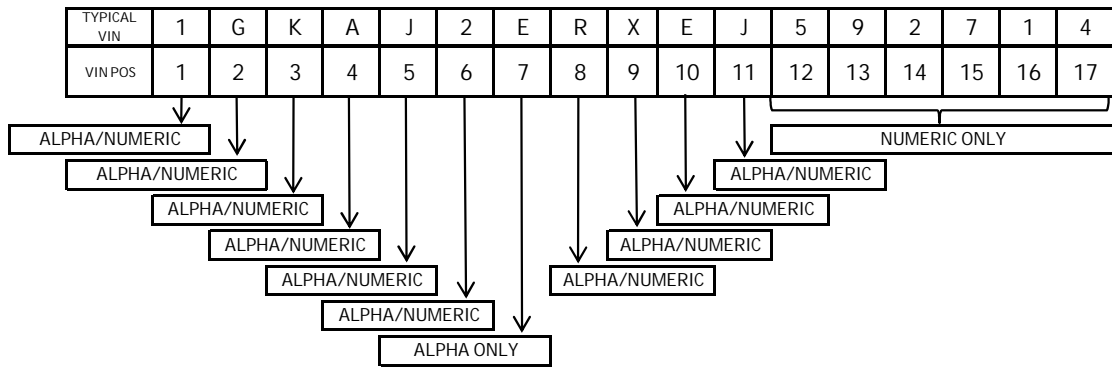 TYPICAL VIN 1 G K A J 2 E R X E J 5 9 2 7 1 4
VIN POS 1 2 3 4 5 6 7 8 9 10 11 12 13 14 15 16 17
ALPHA/NUMERIC NUMERIC ONLY
ALPHA/NUMERIC ALPHA/NUMERIC
ALPHA/NUMERIC ALPHA/NUMERIC
ALPHA/NUMERIC ALPHA/NUMERIC
ALPHA/NUMERIC ALPHA/NUMERIC
ALPHA/NUMERIC
ALPHA ONLY